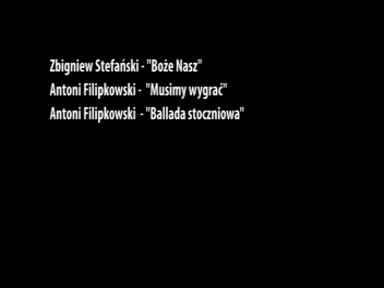 Zbigniew Stefański - "Boże Nasz"
Antoni Filipkowski - "Musimy wygrać"
Antoni Filipkowski - "Ballada stoczniowa"